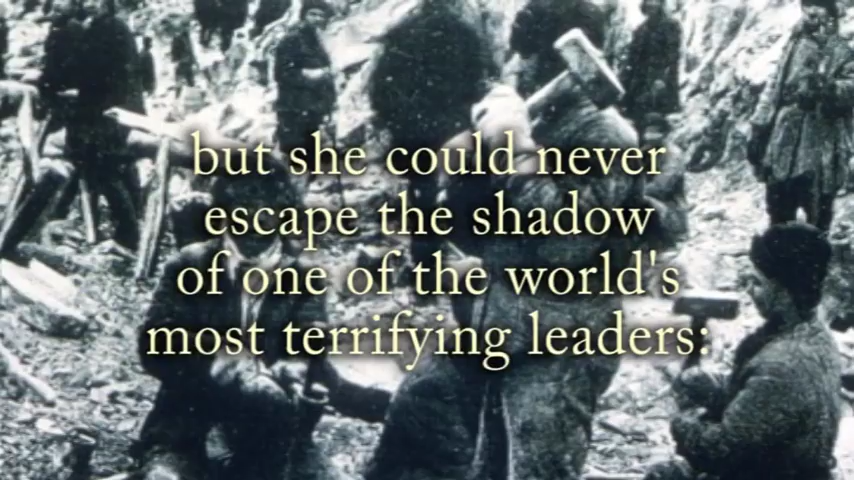 but she could never
escape the shadow
of one of the world's
most terrifying leaders: